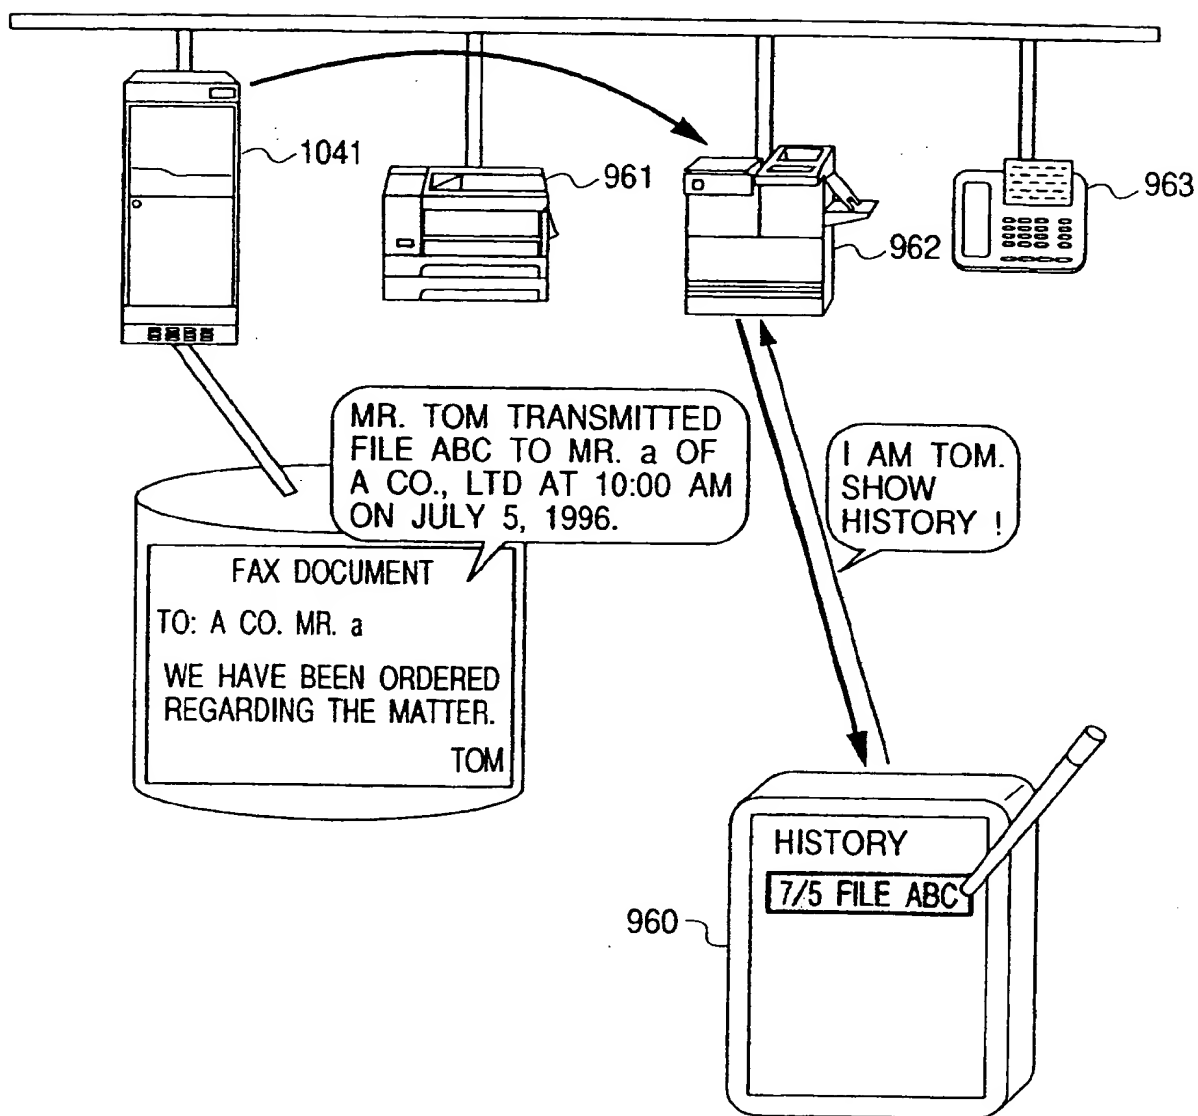 1041
961
962
963
MR. TOM TRANSMITTED
FILE ABC TO MR. a OF
A CO., LTD AT 10:00 AM
ON JULY 5, 1996.
I AM TOM.
SHOW
HISTORY !
FAX DOCUMENT
TO: A CO. MR. a
WE HAVE BEEN ORDERED
REGARDING THE MATTER.
TOM
HISTORY
7/5 FILE ABC
960